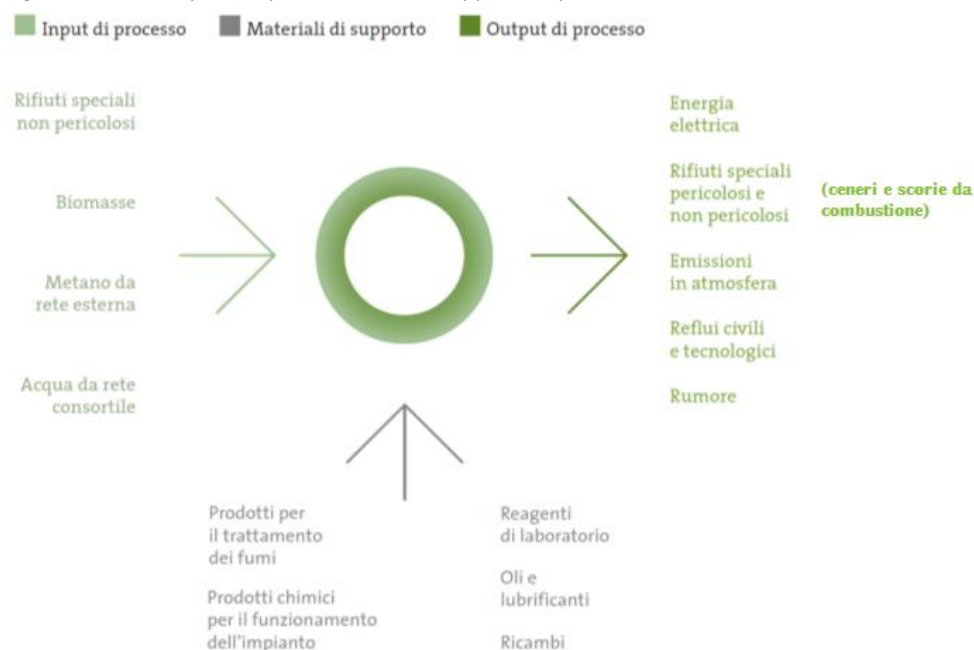 Input di processo
Materiali di supporto
Output di processo
Rifiuti speciali
non pericolosi
Biomasse
Metano da
rete esterna
Acqua da rete
consortile
Energia
elettrica
Rifiuti speciali
pericolosi e
non pericolosi
(ceneri e scorie da
combustione)
Emissioni
in atmosfera
Reflui civili
e tecnologici
Rumore
Prodotti per
il trattamento
dei fumi
Prodotti chimici
per il funzionamento
dell'impianto
Reagenti
di laboratorio
Oli e
lubrificanti
Ricambi